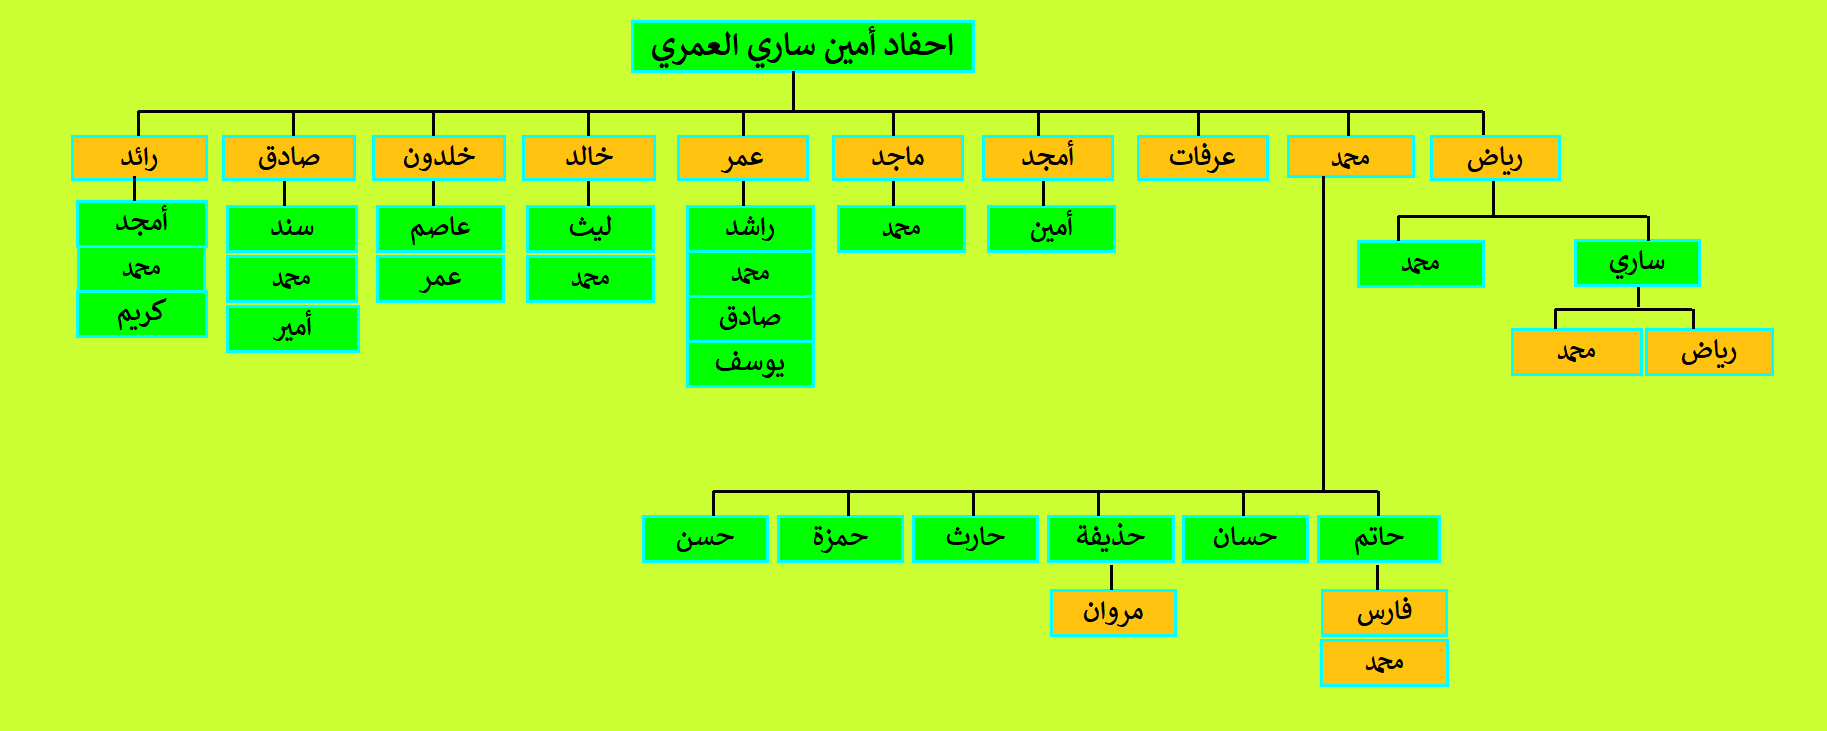 احفاد أمين ساري العمري
رياض
محمد
عرفات
أمجد
ماجد
عمر
خالد
خلدون
صادق
رائد
ساري
محمد
رياض
محمد
أمين
محمد
راشد
محمد
صادق
يوسف
ليث
محمد
عاصم
عمر
سند
محمد
أمير
أمجد
محمد
كريم
حاتم
حسان
حذيفة
حارث
حمزة
حسن
فارس
محمد
مروان